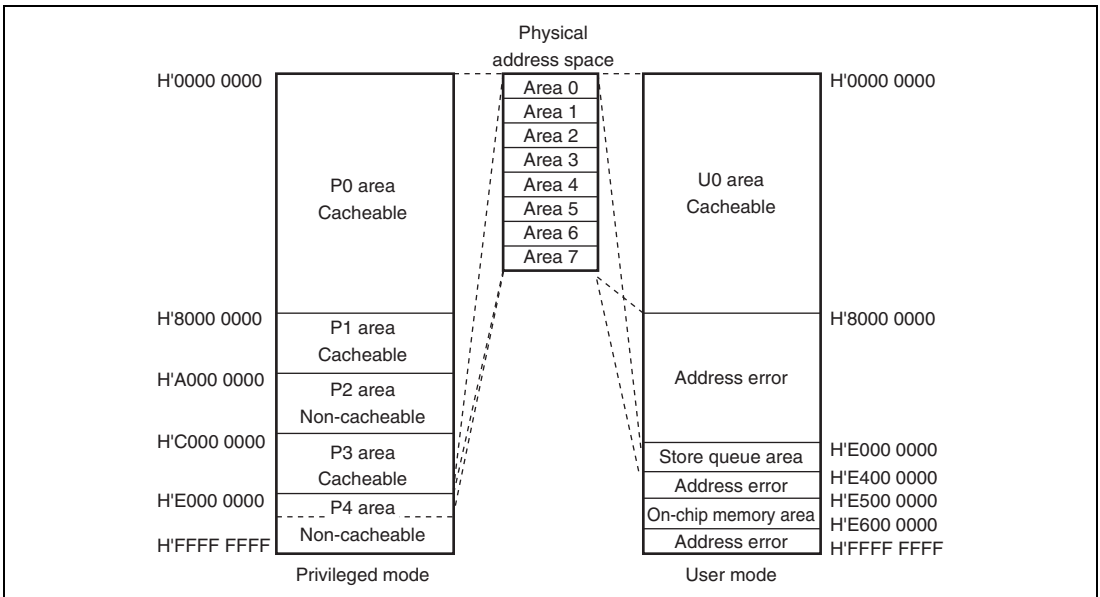 Physical
address space
H'0000 0000
P0 area
Cacheable
H'8000 0000
P1 area
Cacheable
H'A000 0000
P2 area
Non-cacheable
H'C000 0000
P3 area
Cacheable
H'E000 0000
P4 area
Non-cacheable
H'FFFF FFFF
Privileged mode
Area 0
Area 1
Area 2
Area 3
Area 4
Area 5
Area 6
Area 7
H'0000 0000
U0 area
Cacheable
H'8000 0000
Address error
H'E000 0000
Store queue area
H'E400 0000
Address error
H'E500 0000
On-chip memory area
H'E600 0000
Address error
H'FFFF FFFF
User mode